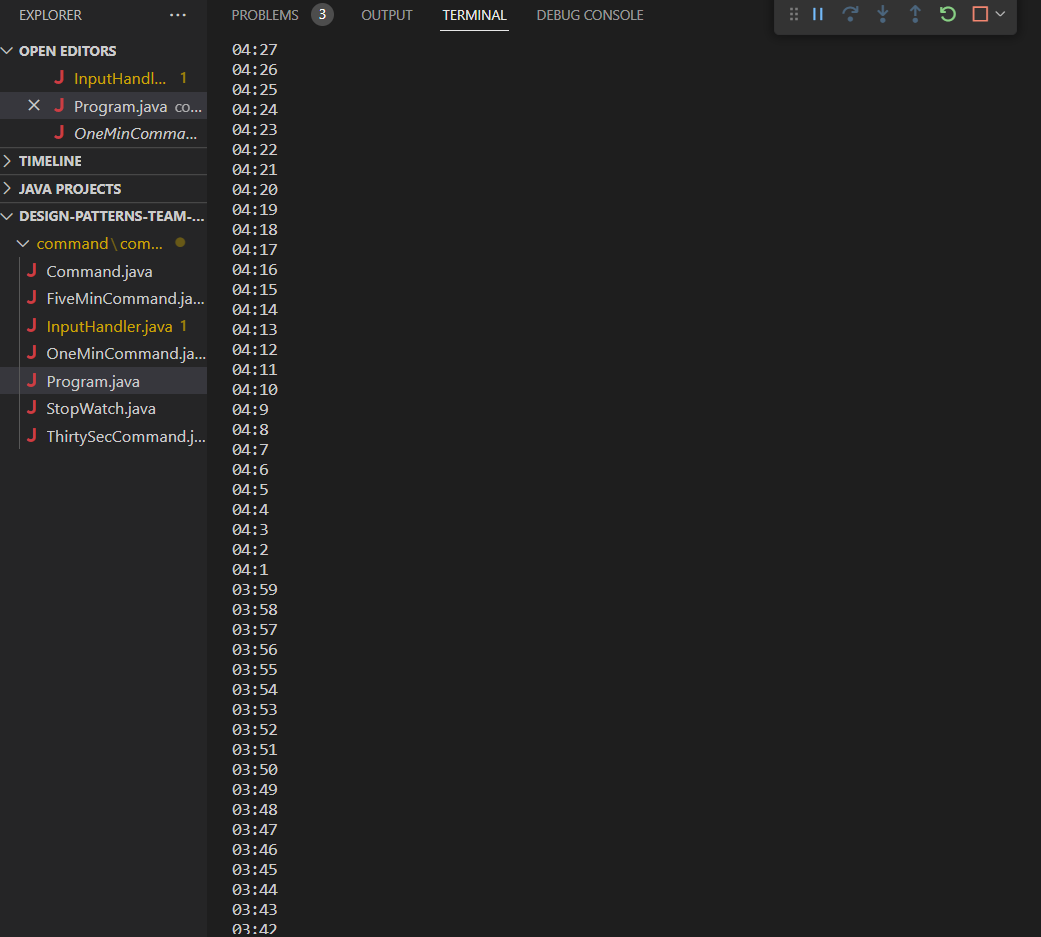 EXPLORER ...
OPEN EDITORS
J InputHandl... 1
J Program.java co...
J OneMinComma...
TIMELINE
JAVA PROJECTS
DESIGN-PATTERNS-TEAM-...
command\com...
J Command.java
J FiveMinCommand.ja...
J InputHandler.java 1
J OneMinCommand.ja...
J Program.java
J StopWatch.java
J ThirtySecCommand.j...
PROBLEMS 3 OUTPUT TERMINAL DEBUG CONSOLE
04:27
04:26
04:25
04:24
04:23
04:22
04:21
04:20
04:19
04:18
04:17
04:16
04:15
04:14
04:13
04:12
04:11
04:10
04:9
04:8
04:7
04:6
04:5
04:4
04:3
04:2
04:1
03:59
03:58
03:57
03:56
03:55
03:54
03:53
03:52
03:51
03:50
03:49
03:48
03:47
03:46
03:45
03:44
03:43
03:42